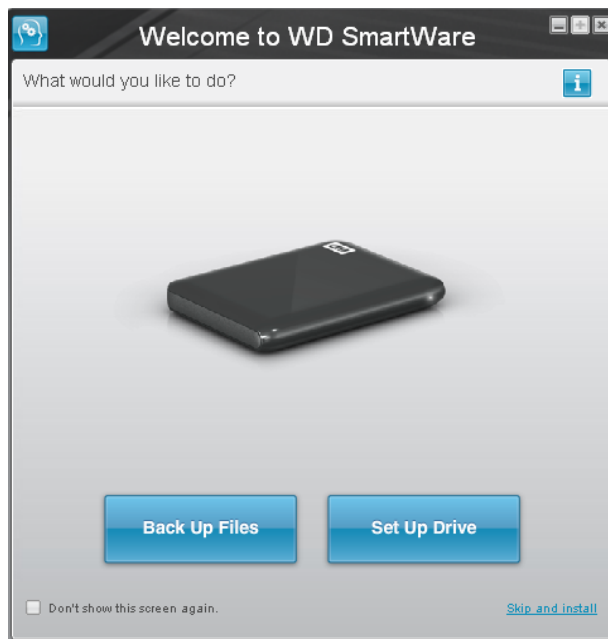 Welcome to WD SmartWare
What would you like to do?
i
Back Up Files
Set Up Drive
Don't show this screen again.
Skip and install